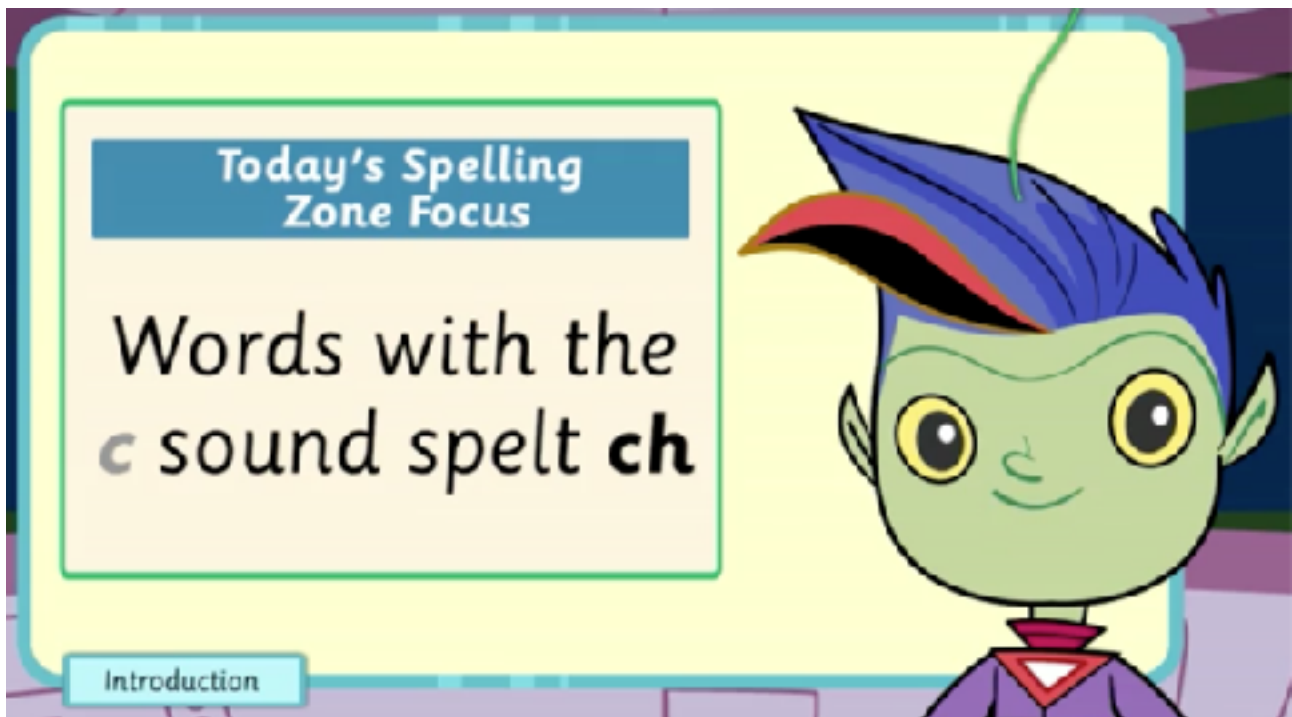 Today's Spelling
Zone Focus
Words with the
c sound spelt ch
Introduction